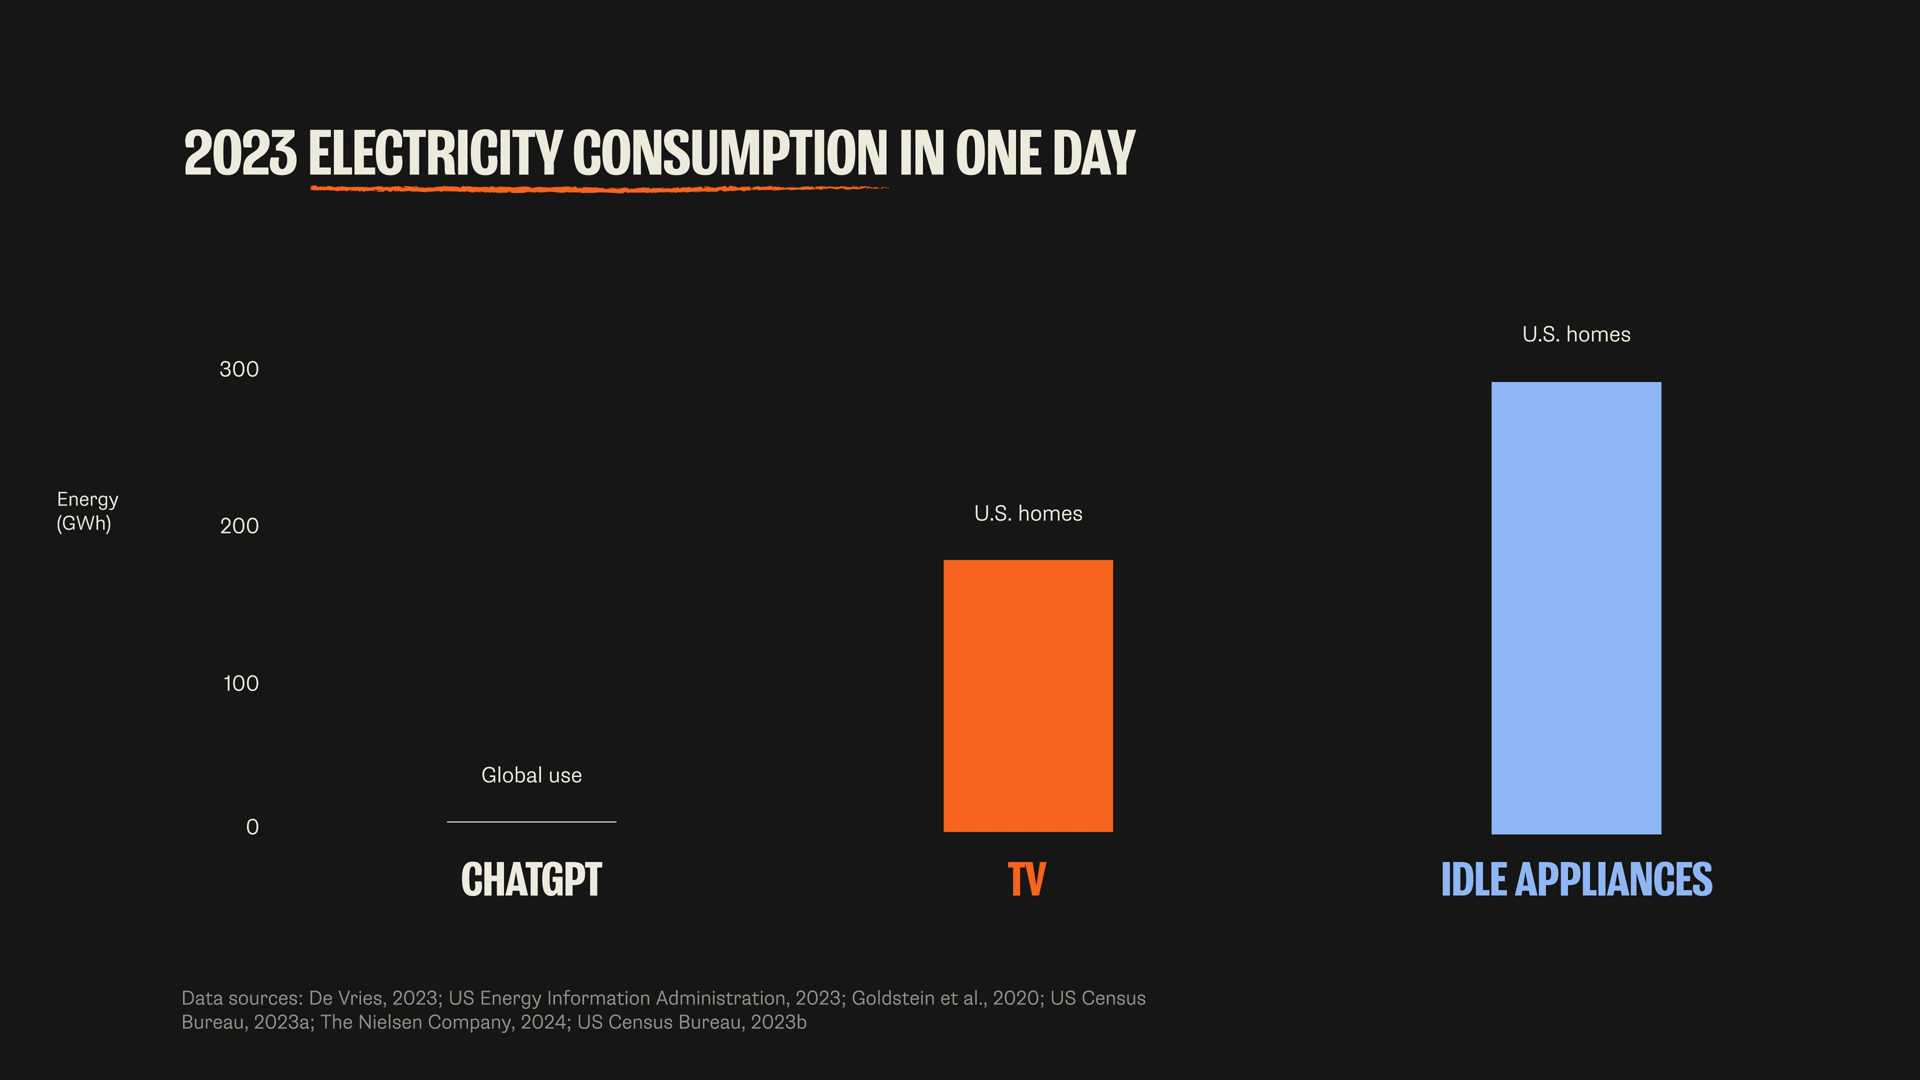 2023 ELECTRICITY CONSUMPTION IN ONE DAY
U.S. homes
300
Energy
(GWh)
200
U.S. homes
100
Global use
0
CHATGPT
TV
IDLE APPLIANCES
Data sources: De Vries, 2023; US Energy Information Administration, 2023; Goldstein et al., 2020; US Census
Bureau, 2023a; The Nielsen Company, 2024; US Census Bureau, 2023b